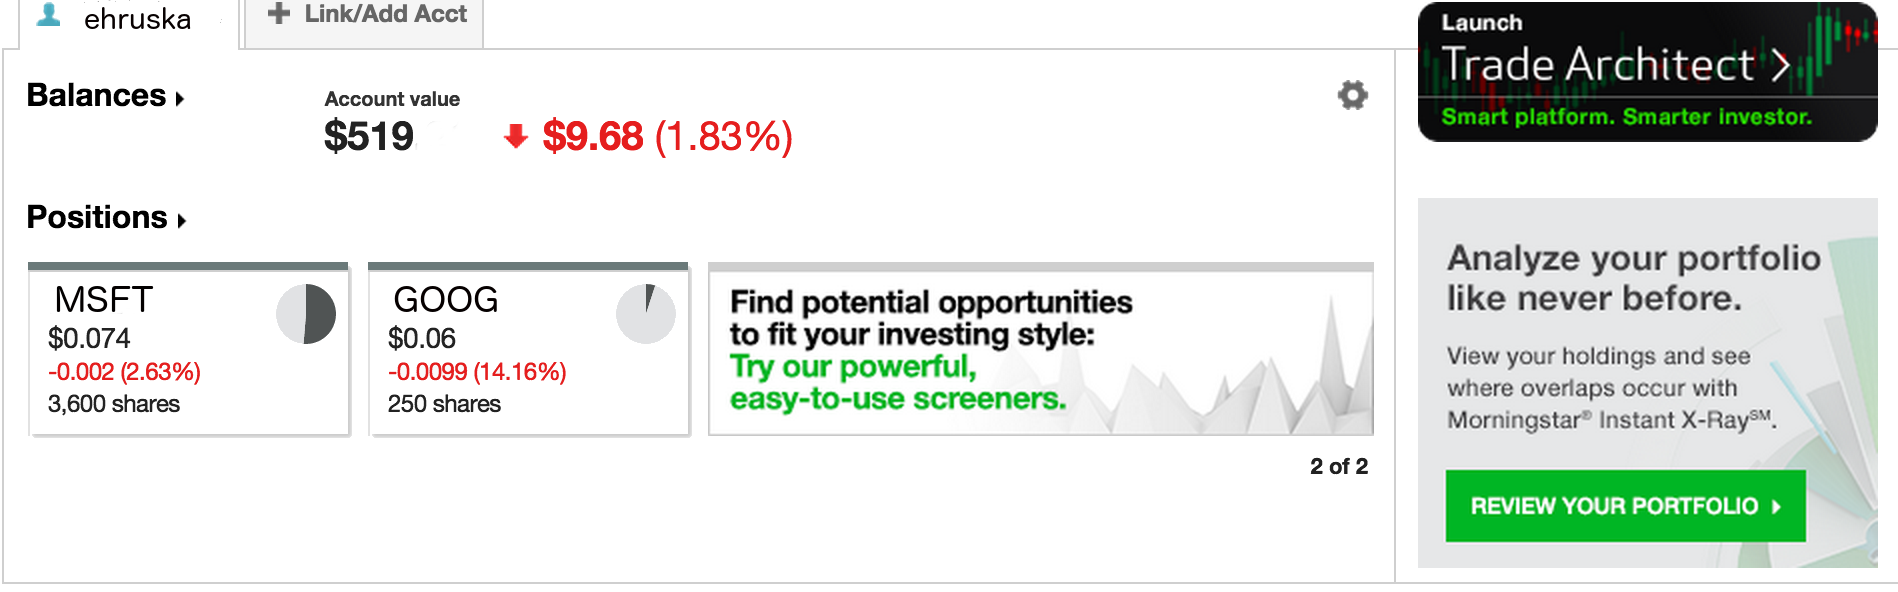 ehruska
Link/Add Acct
Balances
Account value
$519
$9.68 (1.83%)
Positions
MSFT
$0.074
-0.002 (2.63%)
3,600 shares
GOOG
$0.06
-0.0099 (14.16%)
250 shares
Find potential opportunities
to fit your investing style:
Try our powerful,
easy-to-use screeners.
2 of 2
Launch
Trade Architect
Smart platform. Smarter investor.
Analyze your portfolio
like never before.
View your holdings and see
where overlaps occur with
Morningstar® Instant X-Ray℠.
REVIEW YOUR PORTFOLIO